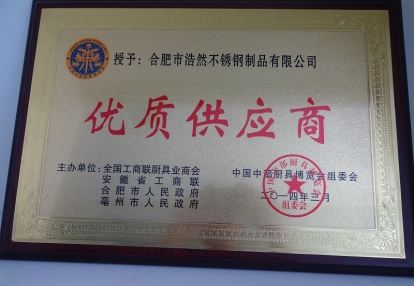 授予：合肥市浩然不锈钢制品有限公司
优质供应商
主办单位：全国工商联厨具业商会
安徽省工商联
合肥市人民政府
亳州市人民政府
中国中部厨具博览会组委会
二〇一四年三月